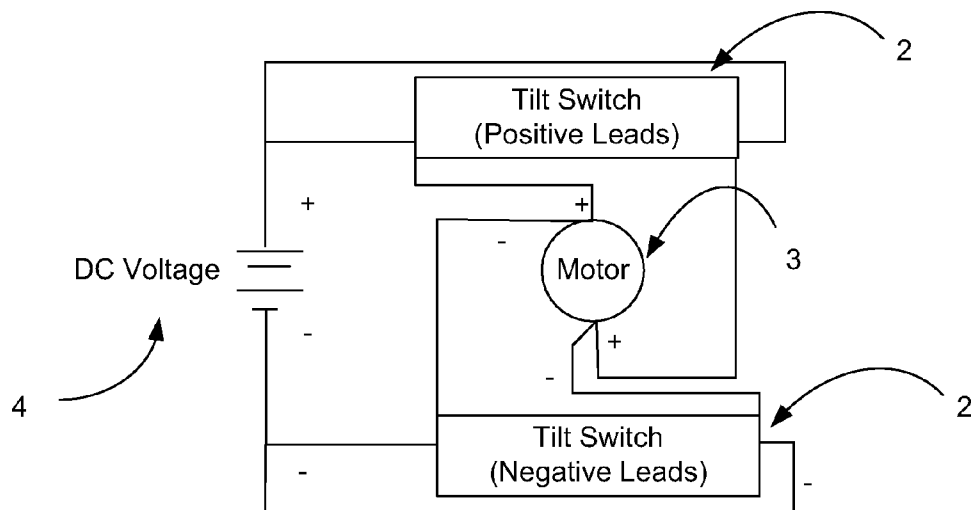 2
Tilt Switch
(Positive Leads)
+
+
-
DC Voltage
Motor
3
-
+
-
4
2
Tilt Switch
(Negative Leads)
-
-